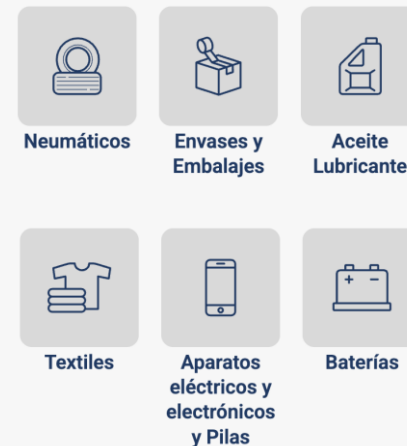 Neumáticos
Envases y
Embalajes
Aceite
Lubricante
Textiles
Aparatos
eléctricos y
electrónicos
y Pilas
Baterías